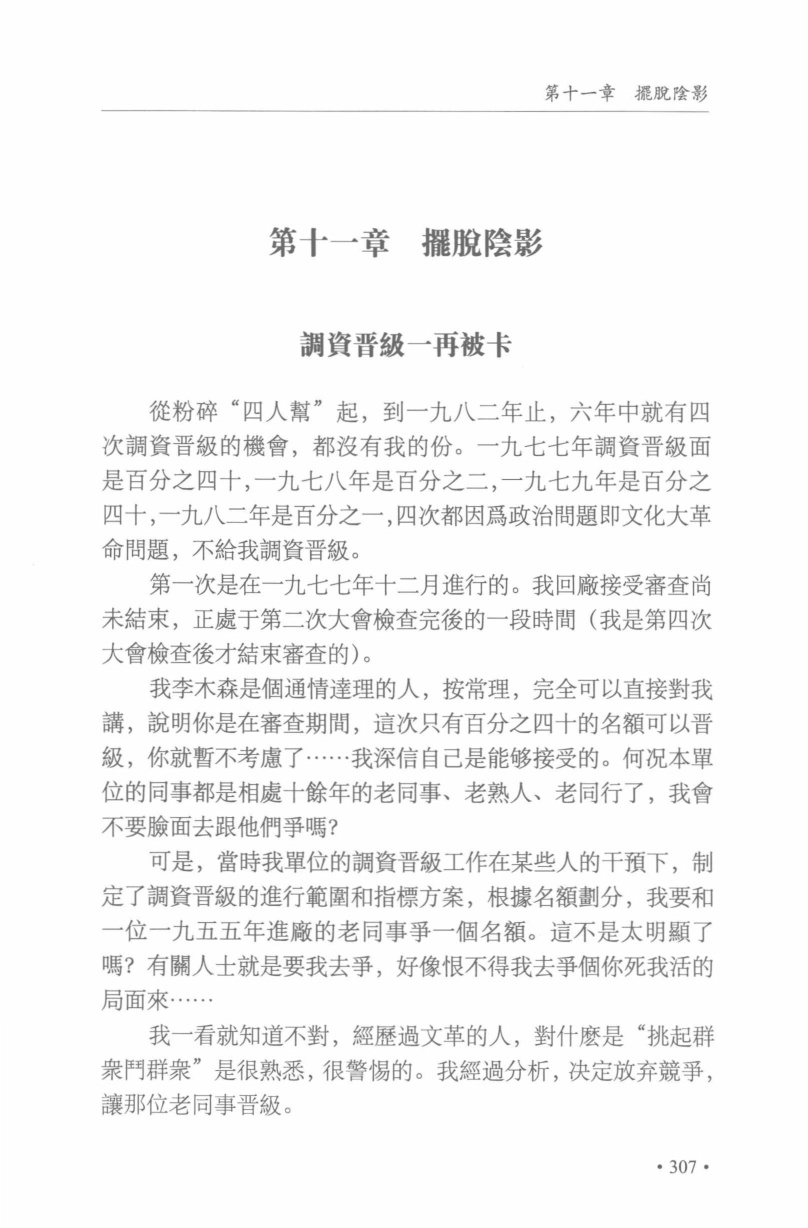 第十一章　擺脫陰影
第十一章　擺脫陰影
調資晋級一再被卡
從粉碎“四人幫”起，到一九八二年止，六年中就有四
次調資晋級的機會，都沒有我的份。一九七七年調資晋級面
是百分之四十,一九七八年是百分之二,一九七九年是百分之
四十,一九八二年是百分之一,四次都因爲政治問題即文化大革
命問題，不給我調資晋級。
第一次是在一九七七年十二月進行的。我回廠接受審查尚
未結束，正處于第二次大會檢查完後的一段時間（我是第四次
大會檢查後才結束審查的）。
我李木森是個通情達理的人，按常理，完全可以直接對我
講，說明你是在審查期間，這次只有百分之四十的名額可以晋
級，你就暫不考慮了……我深信自己是能够接受的。何况本單
位的同事都是相處十餘年的老同事、老熟人、老同行了，我會
不要臉面去跟他們爭嗎？
可是，當時我單位的調資晋級工作在某些人的干預下，制
定了調資晋級的進行範圍和指標方案，根據名額劃分，我要和
一位一九五五年進廠的老同事爭一個名額。這不是太明顯了
嗎？有關人士就是要我去爭，好像恨不得我去爭個你死我活的
局面來……
我一看就知道不對，經歷過文革的人，對什麽是“挑起群
衆鬥群衆”是很熟悉，很警惕的。我經過分析，决定放弃競爭，
讓那位老同事晋級。
•307•